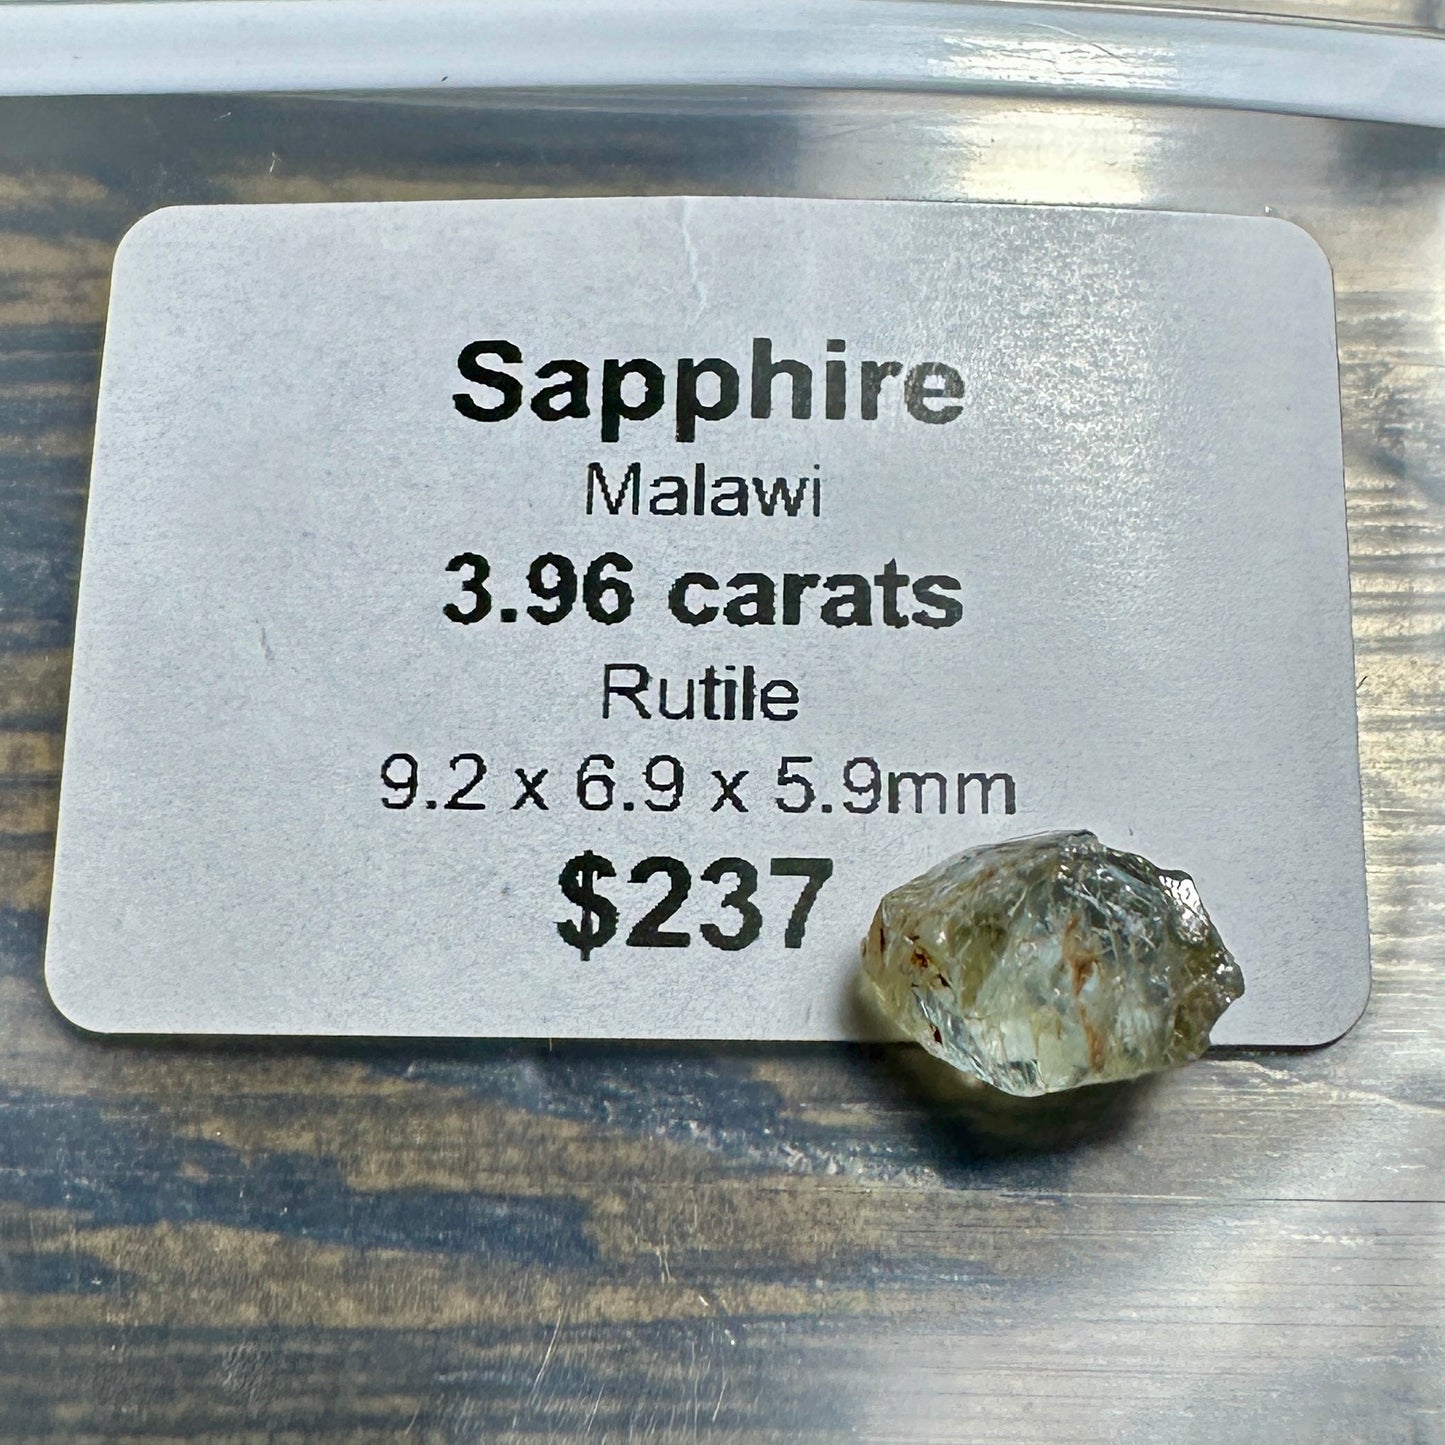 Sapphire
Malawi
3.96 carats
Rutile
9.2 x 6.9 x 5.9mm
$237